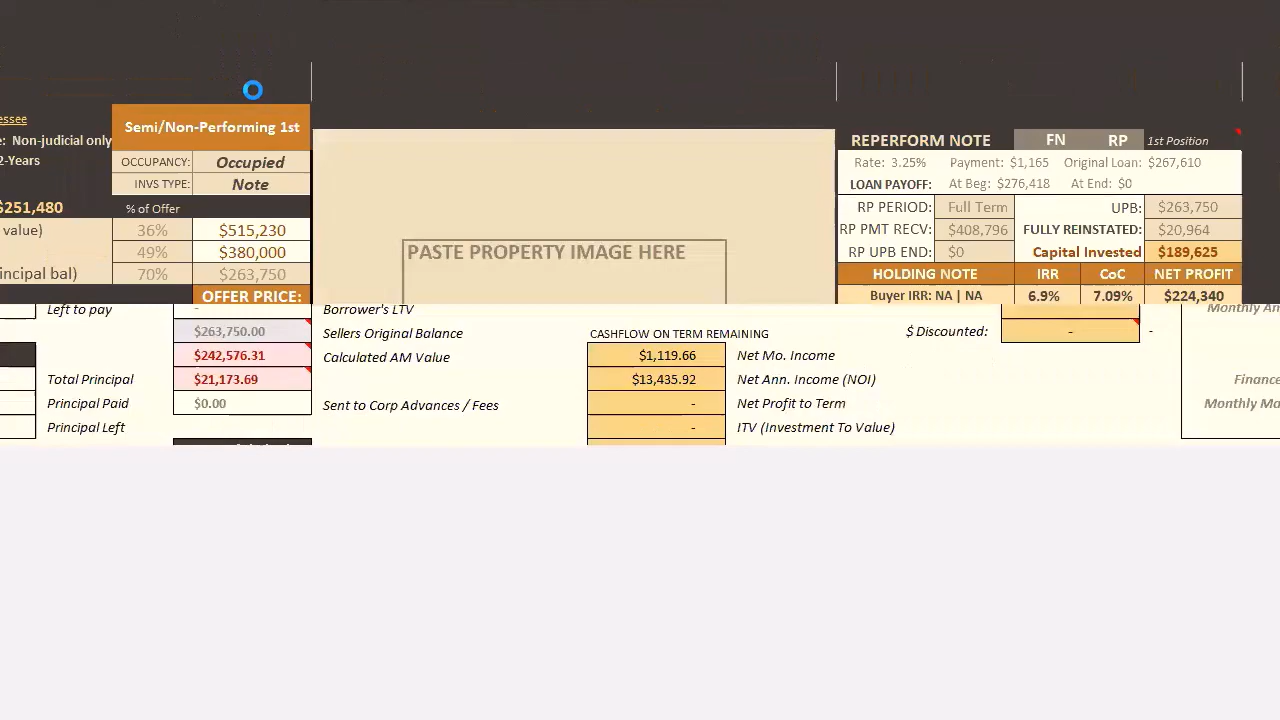 essee
Semi/Non-Performing 1st
e: Non-judicial only
2-Years
OCCUPANCY: Occupied
INVS TYPE: Note
$251,480 % of Offer
value) 36% $515,230
49% $380,000
incipal bal) 70% $263,750
OFFER PRICE:
PASTE PROPERTY IMAGE HERE
REPERFORM NOTE FN RP 1st Position
Rate: 3.25% Payment: $1,165 Original Loan: $267,610
LOAN PAYOFF: At Beg: $276,418 At End: $0
RP PERIOD: Full Term UPB: $263,750
RP PMT RECV: $408,796 FULLY REINSTATED: $20,964
RP UPB END: $0 Capital Invested $189,625
HOLDING NOTE IRR CoC NET PROFIT
Buyer IRR: NA | NA 6.9% 7.09% $224,340
Left to pay - Borrower's LTV
$263,750.00 Sellers Original Balance CASHFLOW ON TERM REMAINING $ Discounted: - -
$242,576.31 Calculated AM Value $1,119.66 Net Mo. Income
Total Principal $21,173.69 $13,435.92 Net Ann. Income (NOI) Finance
Principal Paid $0.00 Sent to Corp Advances / Fees - Net Profit to Term Monthly Ma
Principal Left - ITV (Investment To Value)